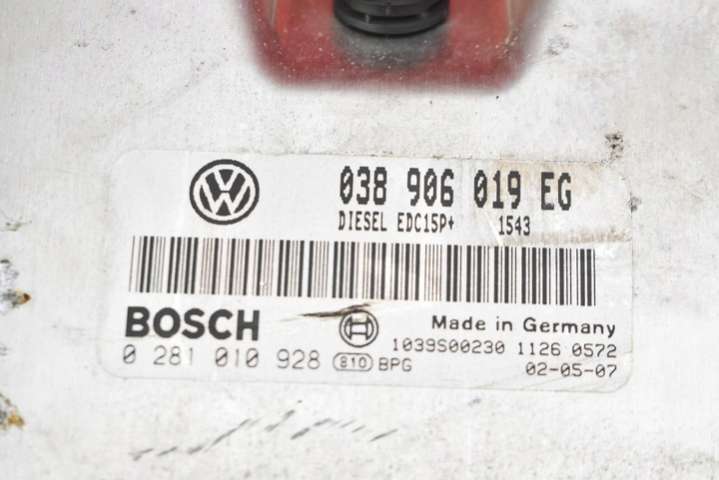 038 906 019 EG
DIESEL EDC15P+ 1543
BOSCH
Made in Germany
1039S00230 1126 0572
0 281 010 928 810 BPG
02-05-07